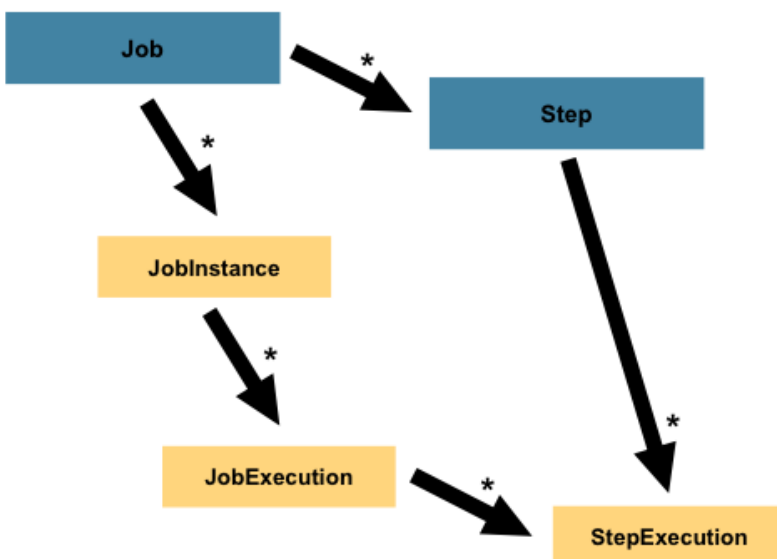 Job
*
Step
*
JobInstance
*
JobExecution
*
*
StepExecution